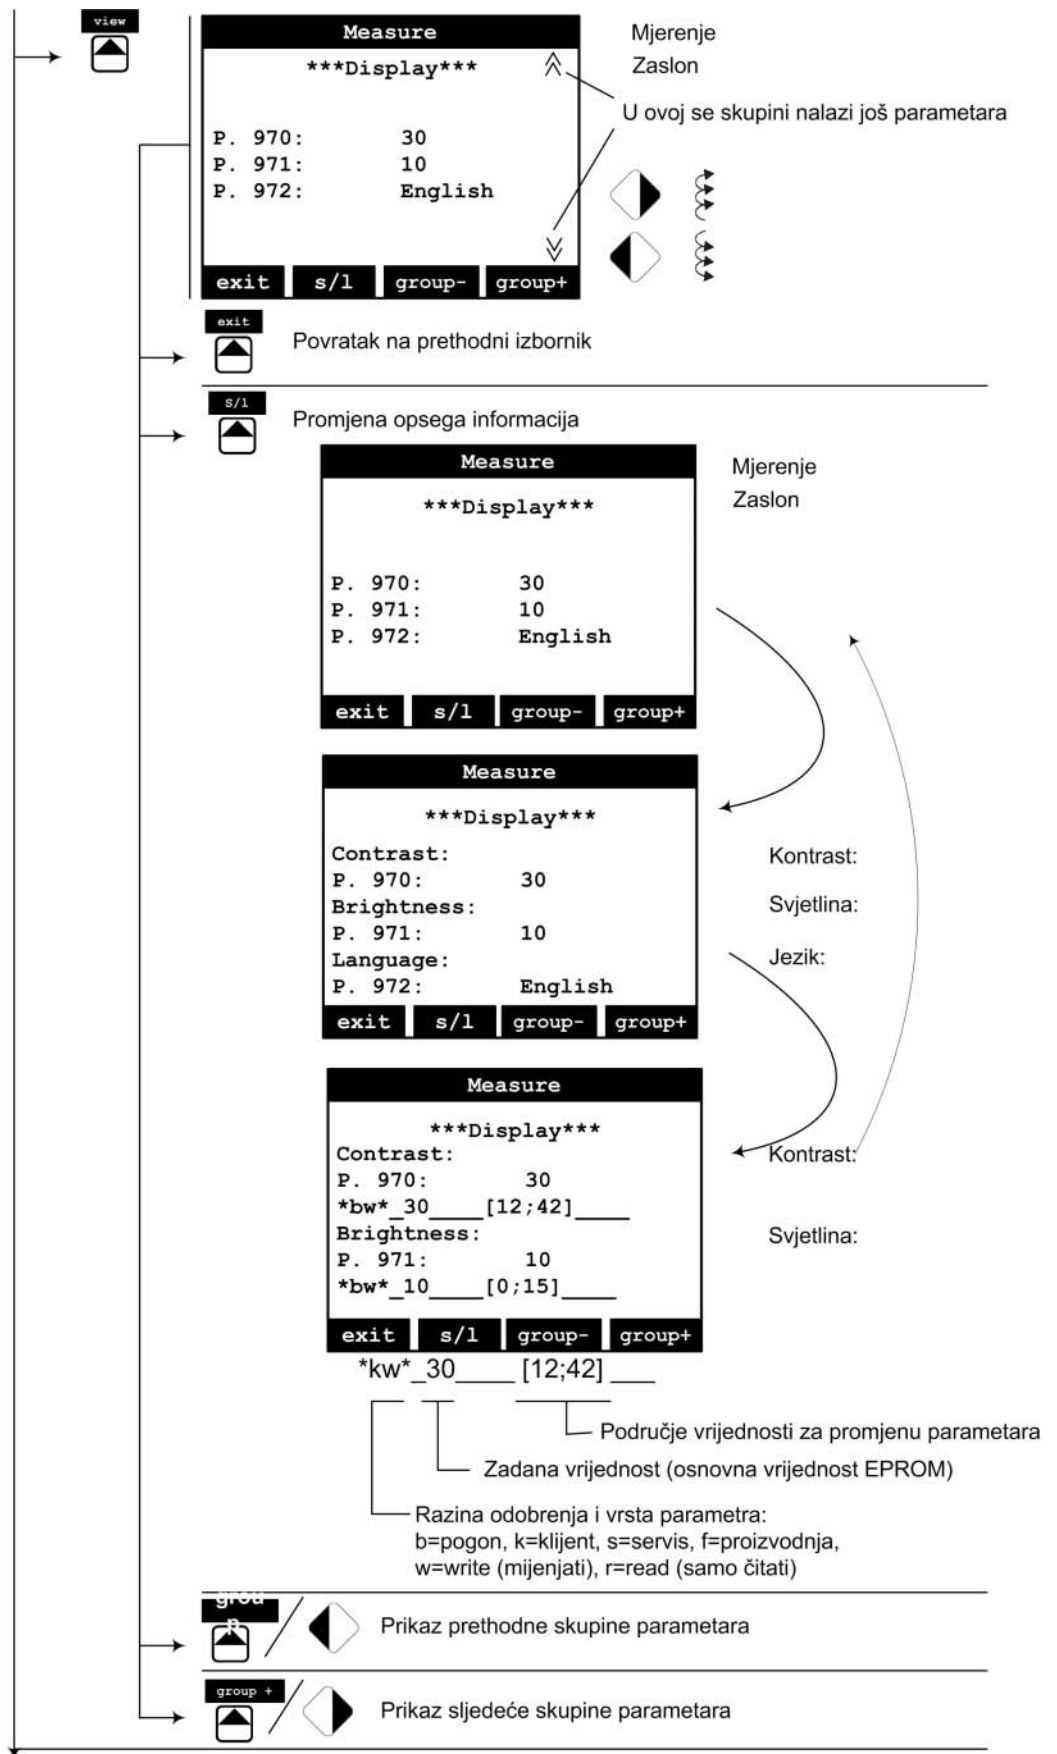 view
Measure
Mjerenje
***Display***
Zaslon
U ovoj se skupini nalazi još parametara
P. 970: 30
P. 971: 10
P. 972: English
exit s/l group- group+
exit
Povratak na prethodni izbornik
s/l
Promjena opsega informacija
Measure
Mjerenje
***Display***
Zaslon
P. 970: 30
P. 971: 10
P. 972: English
exit s/l group- group+
Measure
***Display***
Contrast:
Kontrast:
P. 970: 30
Brightness:
Svjetlina:
P. 971: 10
Language:
Jezik:
P. 972: English
exit s/l group- group+
Measure
***Display***
Contrast:
Kontrast:
P. 970: 30
*bw*_30____[12;42]____
Brightness:
Svjetlina:
P. 971: 10
*bw*_10____[0;15]____
exit s/l group- group+
*kw*_30____ [12;42] ___
Područje vrijednosti za promjenu parametara
Zadana vrijednost (osnovna vrijednost EPROM)
Razina odobrenja i vrsta parametra:
b=pogon, k=klijent, s=servis, f=proizvodnja,
w=write (mijenjati), r=read (samo čitati)
grou
p-
Prikaz prethodne skupine parametara
group +
Prikaz sljedeće skupine parametara